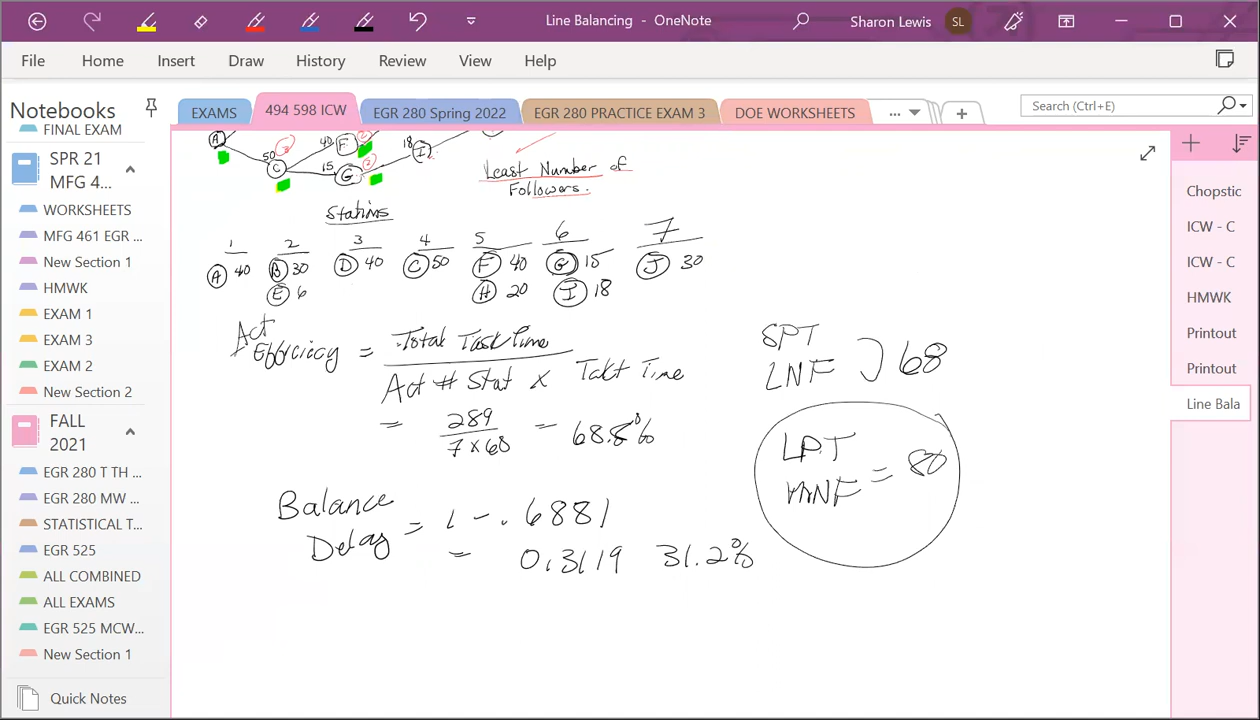 Line Balancing - OneNote
Sharon Lewis
SL
File
Home
Insert
Draw
History
Review
View
Help
Notebooks
EXAMS
494 598 ICW
EGR 280 Spring 2022
EGR 280 PRACTICE EXAM 3
DOE WORKSHEETS
...
Search (Ctrl+E)
FINAL EXAM
SPR 21
MFG 4...
WORKSHEETS
MFG 461 EGR ...
New Section 1
HMWK
EXAM 1
EXAM 3
EXAM 2
New Section 2
FALL
2021
EGR 280 T TH ...
EGR 280 MW ...
STATISTICAL T...
EGR 525
ALL COMBINED
ALL EXAMS
EGR 525 MCW...
New Section 1
Quick Notes
A
50 C
40 F
15 G
18 I
Least Number of
Followers.
Stations
1 2 3 4 5 6 7
A 40 B 30 D 40 C 50 F 40 G 15 J 30
E 6 H 20 I 18
Act
Efficiency = Total Task Time
Act # Stat x Takt Time
= 289
7 x 60 = 68.8%
Balance
Delay = 1 - .6881
= 0.3119 31.2%
SPT
LNF 68
LPT
MNF = 80
Chopstic
ICW - C
ICW - C
HMWK
Printout
Printout
Line Bala